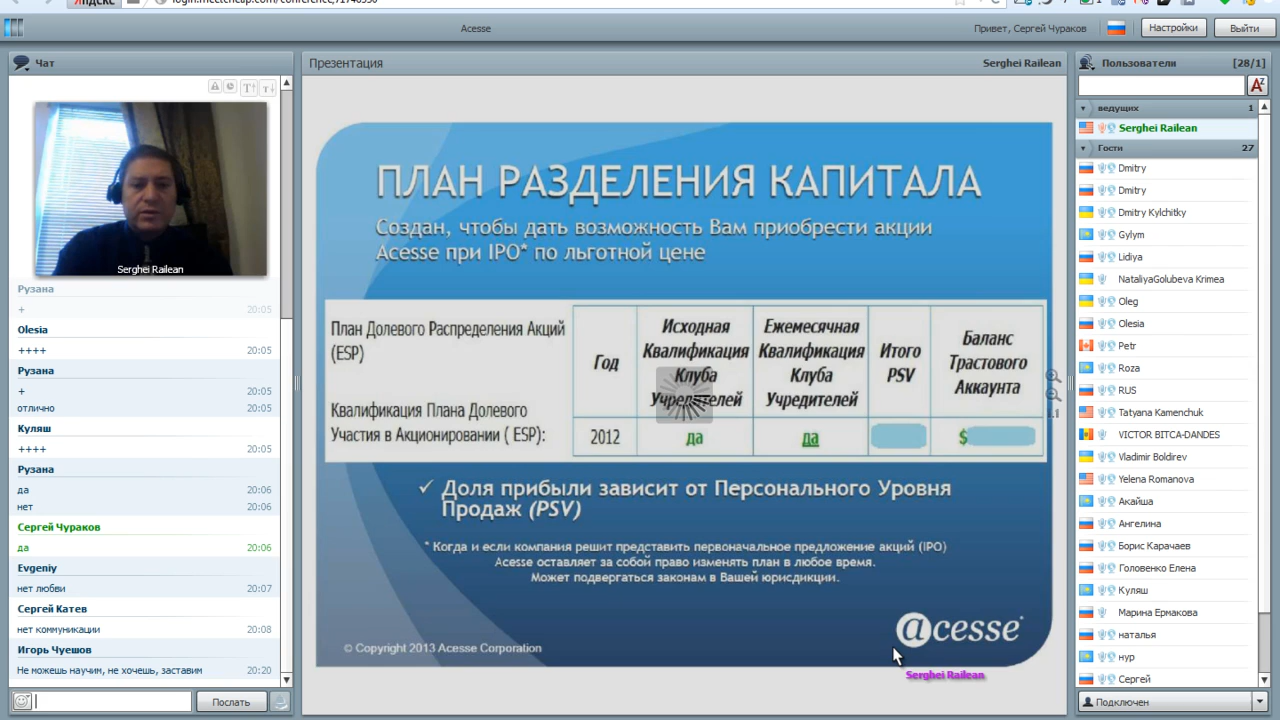 Яндекс
login.meetcheap.com/conference,71740536
Acesse
Привет, Сергей Чураков
Настройки
Выйти
Чат
Serghei Railean
Рузана
+ 20:05
Olesia
++++ 20:05
Рузана
+ 20:05
отлично 20:05
Куляш
++++ 20:05
Рузана
да 20:06
нет 20:06
Сергей Чураков
да 20:06
Evgeniy
нет любви 20:07
Сергей Катев
нет коммуникации 20:08
Игорь Чуешов
Не можешь научим, не хочешь, заставим 20:20
Послать
Презентация
Serghei Railean
ПЛАН РАЗДЕЛЕНИЯ КАПИТАЛА
Создан, чтобы дать возможность Вам приобрести акции
Acesse при IPO* по льготной цене
План Долевого Распределения Акций
(ESP)
Квалификация Плана Долевого
Участия в Акционировании ( ESP):
Год
Исходная
Квалификация
Клуба
Учредителей
Ежемесячная
Квалификация
Клуба
Учредителей
Итого
PSV
Баланс
Трастового
Аккаунта
2012
да
да
$
✓ Доля прибыли зависит от Персонального Уровня
Продаж (PSV)
* Когда и если компания решит представить первоначальное предложение акций (IPO)
Acesse оставляет за собой право изменять план в любое время.
Может подвергаться законам в Вашей юрисдикции.
© Copyright 2013 Acesse Corporation
@cesse
Serghei Railean
1.1
Пользователи
[28/1]
ведущих 1
Serghei Railean
Гости 27
Dmitry
Dmitry
Dmitry Kylchitky
Gylym
Lidiya
NataliyaGolubeva Krimea
Oleg
Olesia
Petr
Roza
RUS
Tatyana Kamenchuk
VICTOR BITCA-DANDES
Vladimir Boldirev
Yelena Romanova
Акайша
Ангелина
Борис Карачаев
Головенко Елена
Куляш
Марина Ермакова
наталья
нур
Сергей
Подключен